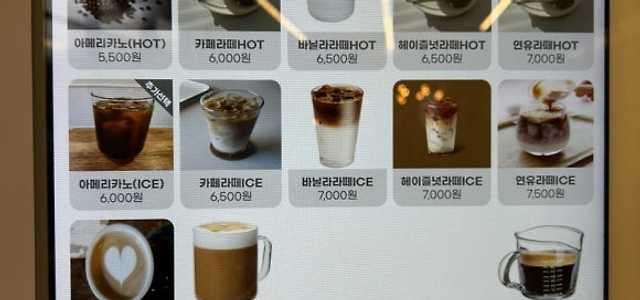 아메리카노(HOT)
5,500원
카페라떼HOT
6,000원
바닐라라떼HOT
6,500원
헤이즐넛라떼HOT
6,500원
연유라떼HOT
7,000원
추가선택
아메리카노(ICE)
6,000원
카페라떼ICE
6,500원
바닐라라떼ICE
7,000원
헤이즐넛라떼ICE
7,000원
연유라떼ICE
7,500원